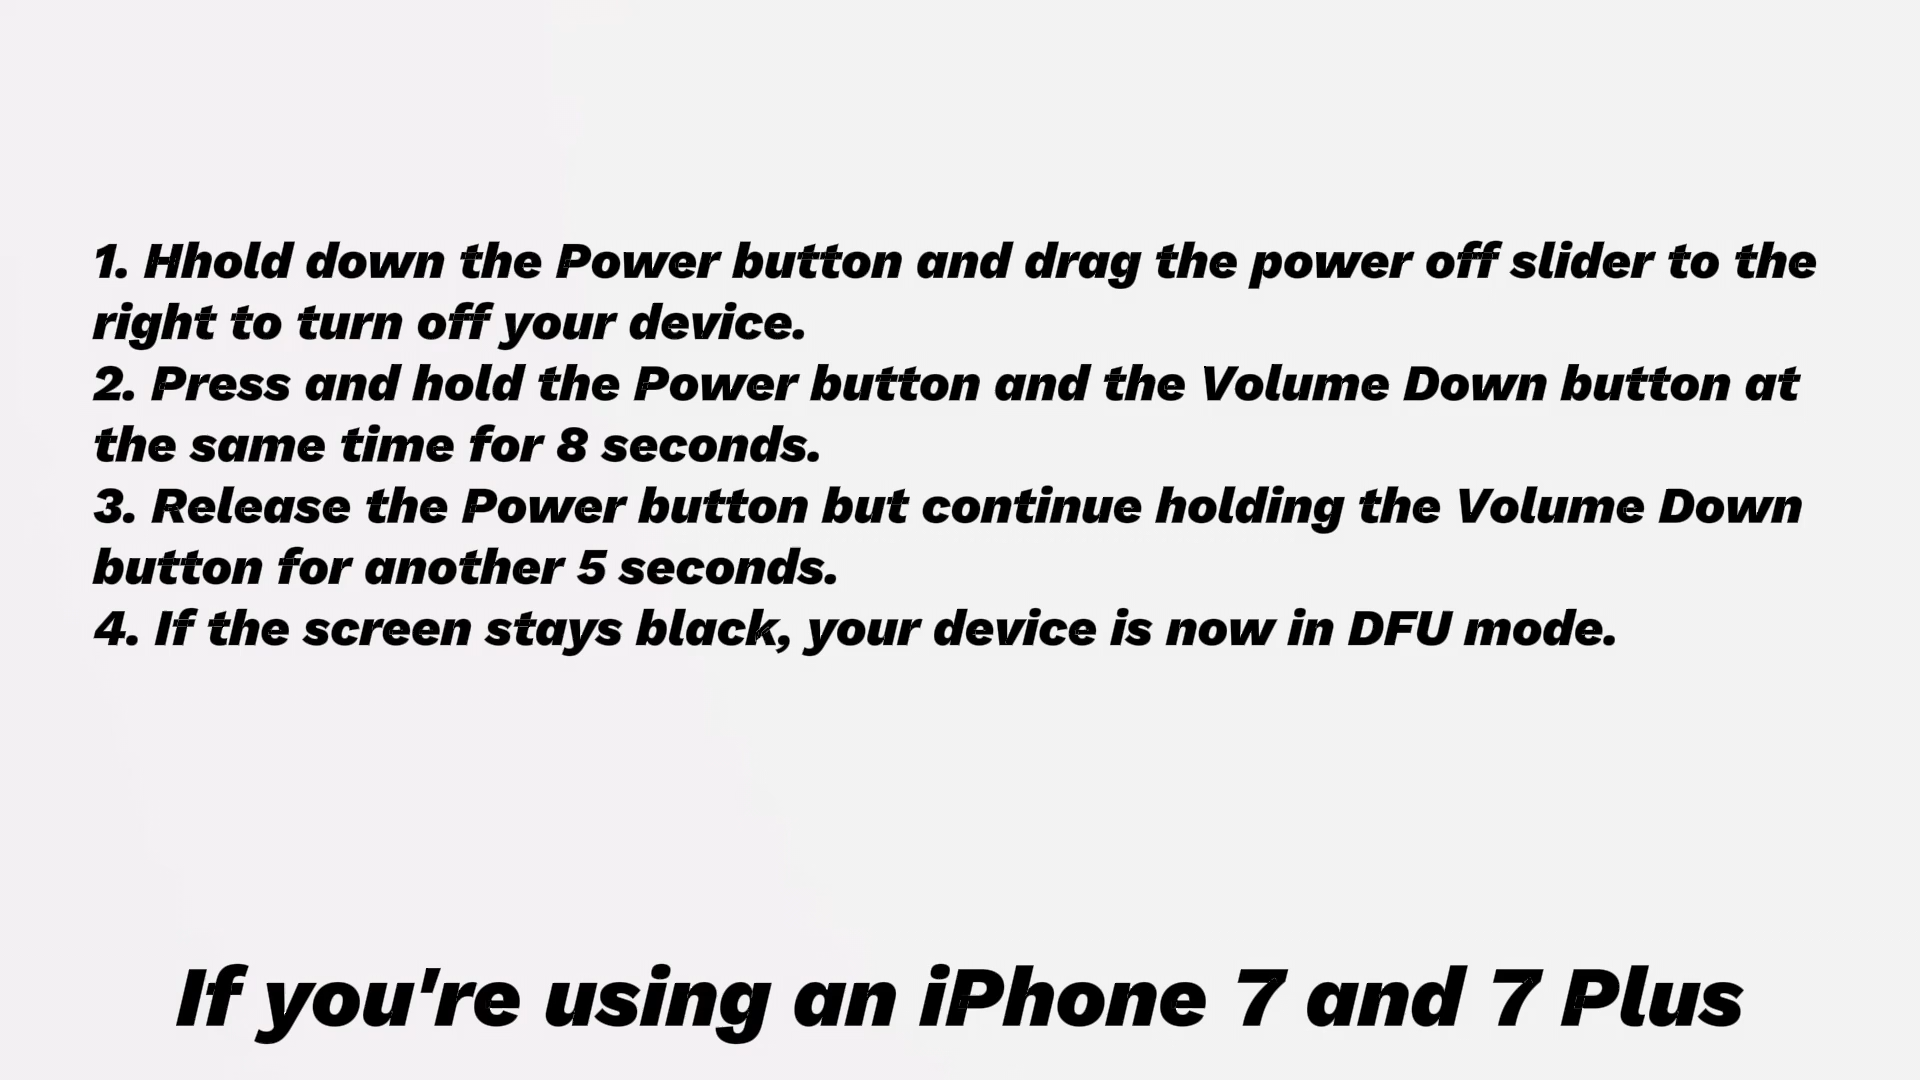 1. Hhold down the Power button and drag the power off slider to the
right to turn off your device.
2. Press and hold the Power button and the Volume Down button at
the same time for 8 seconds.
3. Release the Power button but continue holding the Volume Down
button for another 5 seconds.
4. If the screen stays black, your device is now in DFU mode.
If you're using an iPhone 7 and 7 Plus